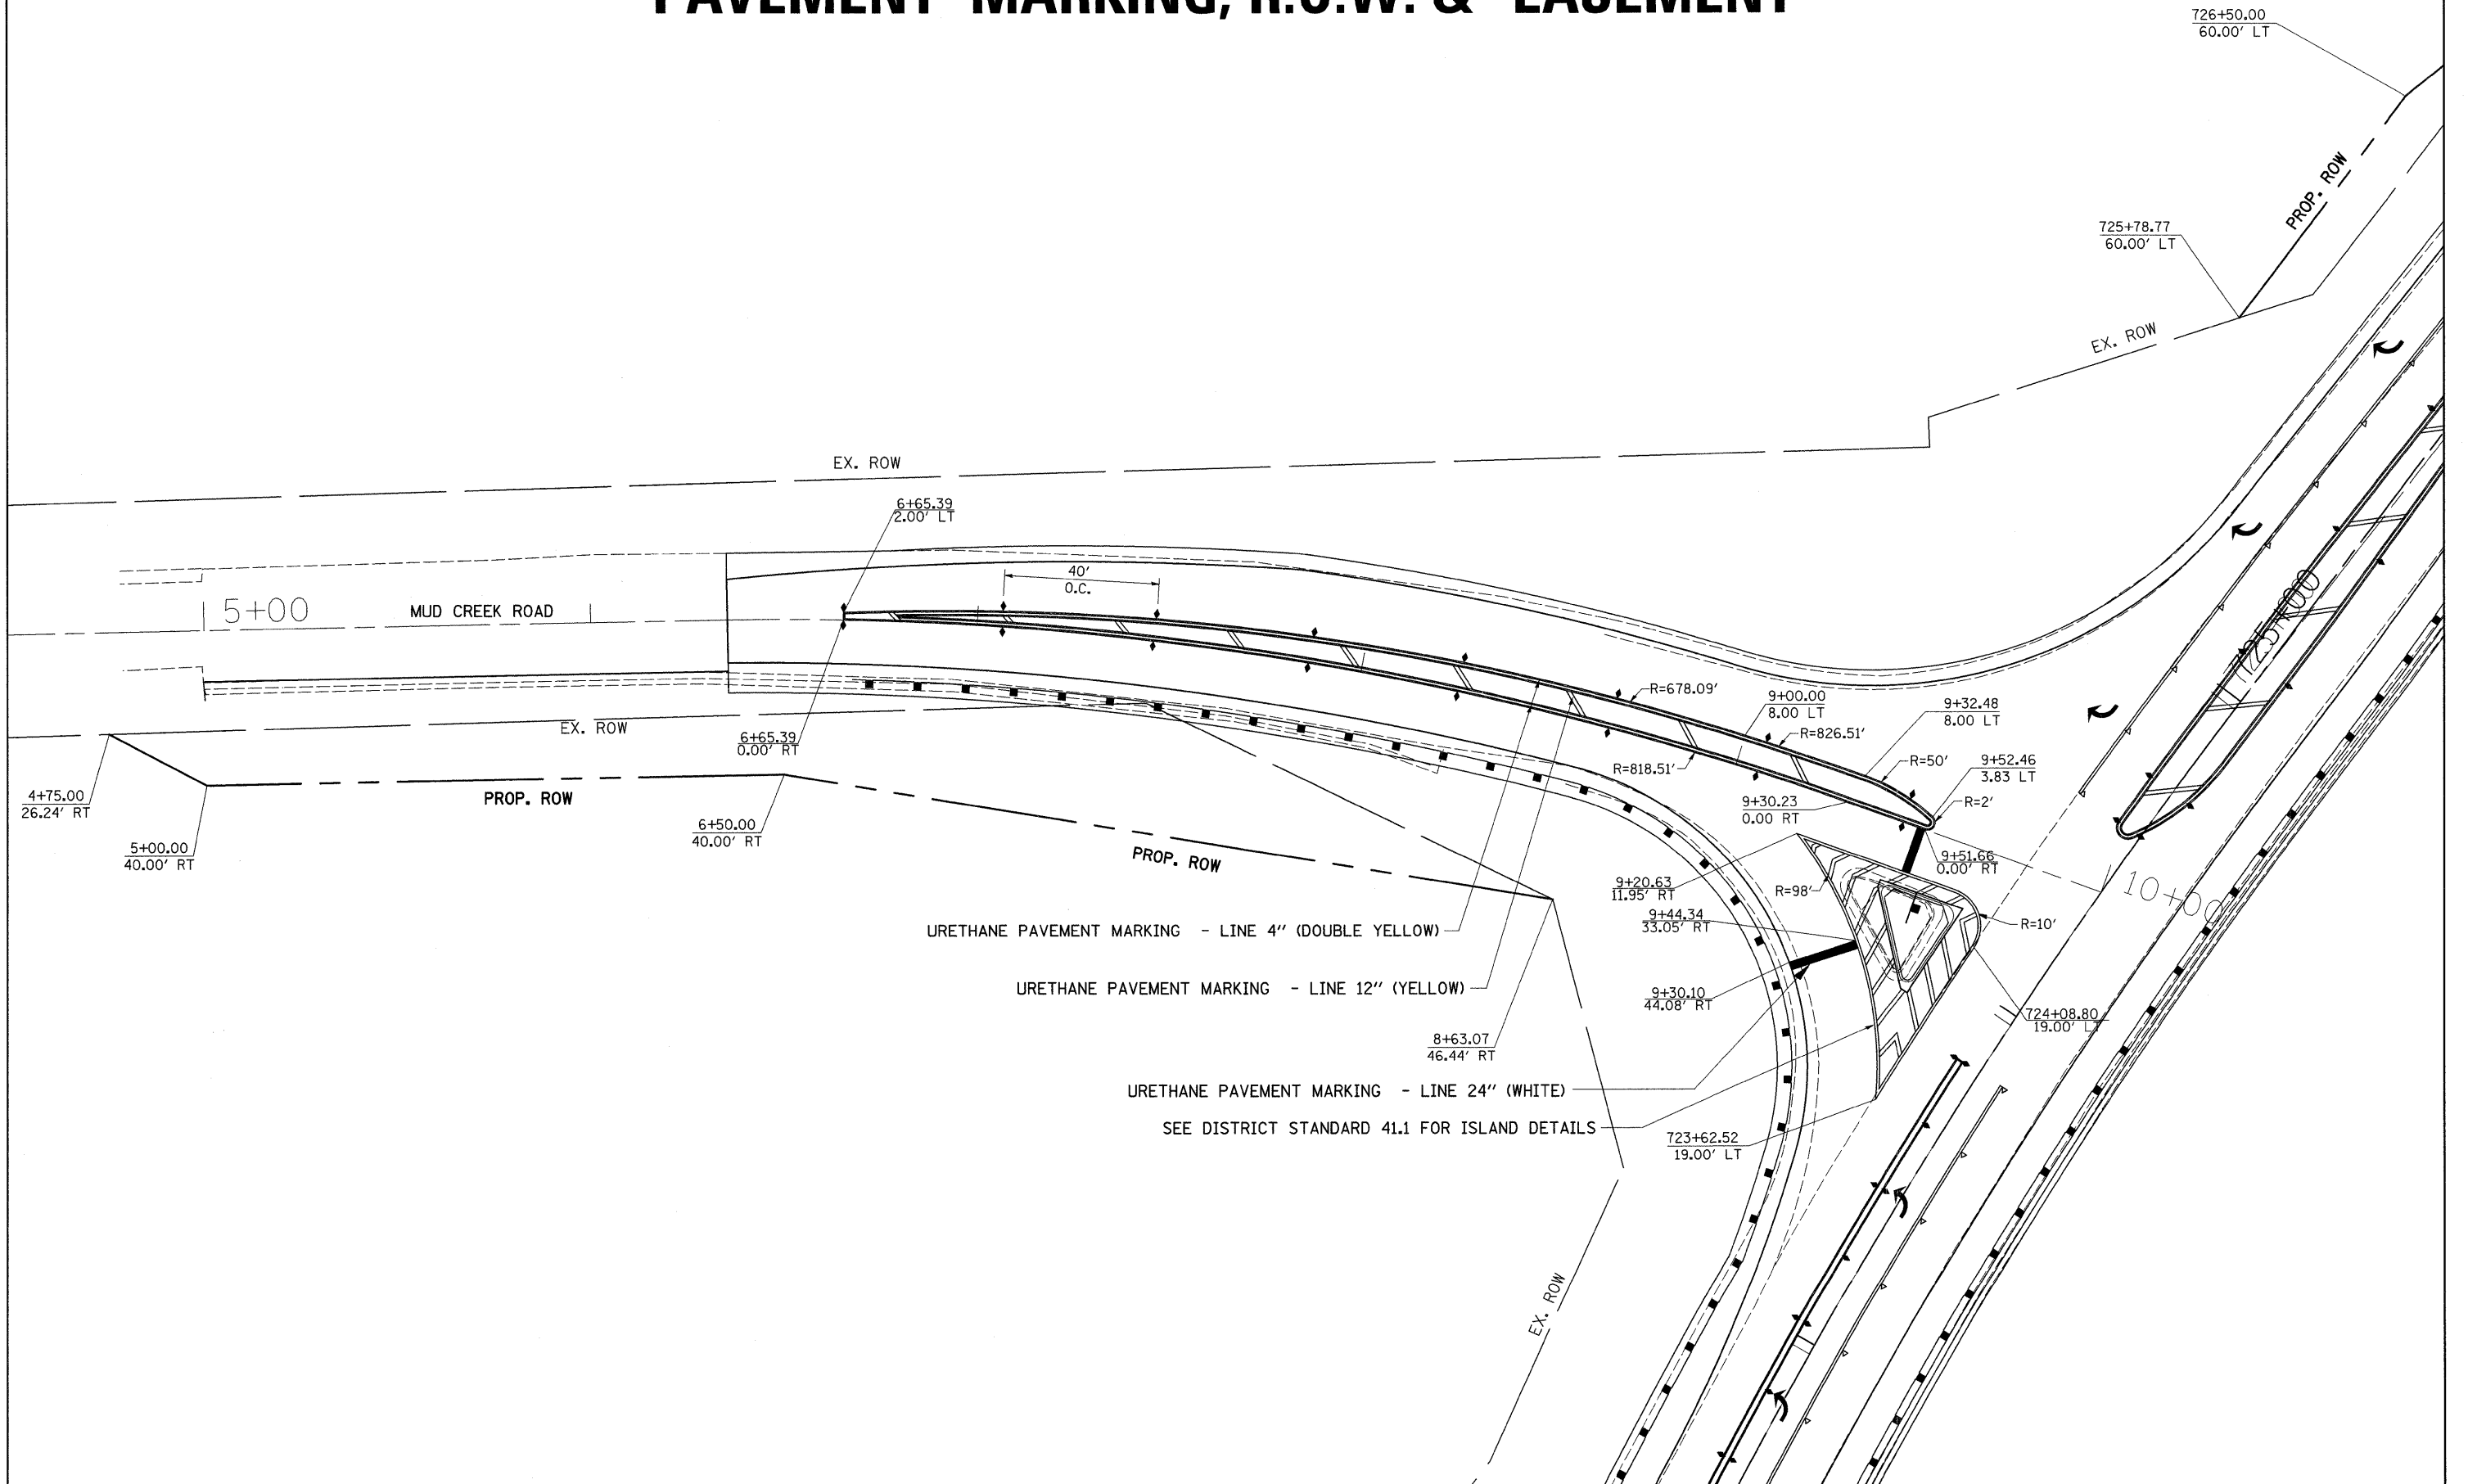 PAVEMENT MARKING, R.O.W. & EASEMENT
726+50.00
60.00' LT
PROP. ROW
725+78.77
60.00' LT
EX. ROW
EX. ROW
6+65.39
2.00' LT
40'
O.C.
5+00
MUD CREEK ROAD
725+00
R=678.09'
9+00.00
8.00 LT
9+32.48
8.00 LT
R=826.51'
EX. ROW
6+65.39
0.00' RT
R=818.51'
R=50'
9+52.46
3.83 LT
4+75.00
26.24' RT
PROP. ROW
9+30.23
0.00 RT
R=2'
6+50.00
40.00' RT
5+00.00
40.00' RT
PROP. ROW
9+51.66
0.00' RT
9+20.63
11.95' RT
R=98'
10+00
9+44.34
33.05' RT
R=10'
URETHANE PAVEMENT MARKING - LINE 4" (DOUBLE YELLOW)
URETHANE PAVEMENT MARKING - LINE 12" (YELLOW)
9+30.10
44.08' RT
724+08.80
19.00' LT
8+63.07
46.44' RT
URETHANE PAVEMENT MARKING - LINE 24" (WHITE)
SEE DISTRICT STANDARD 41.1 FOR ISLAND DETAILS
723+62.52
19.00' LT
EX. ROW